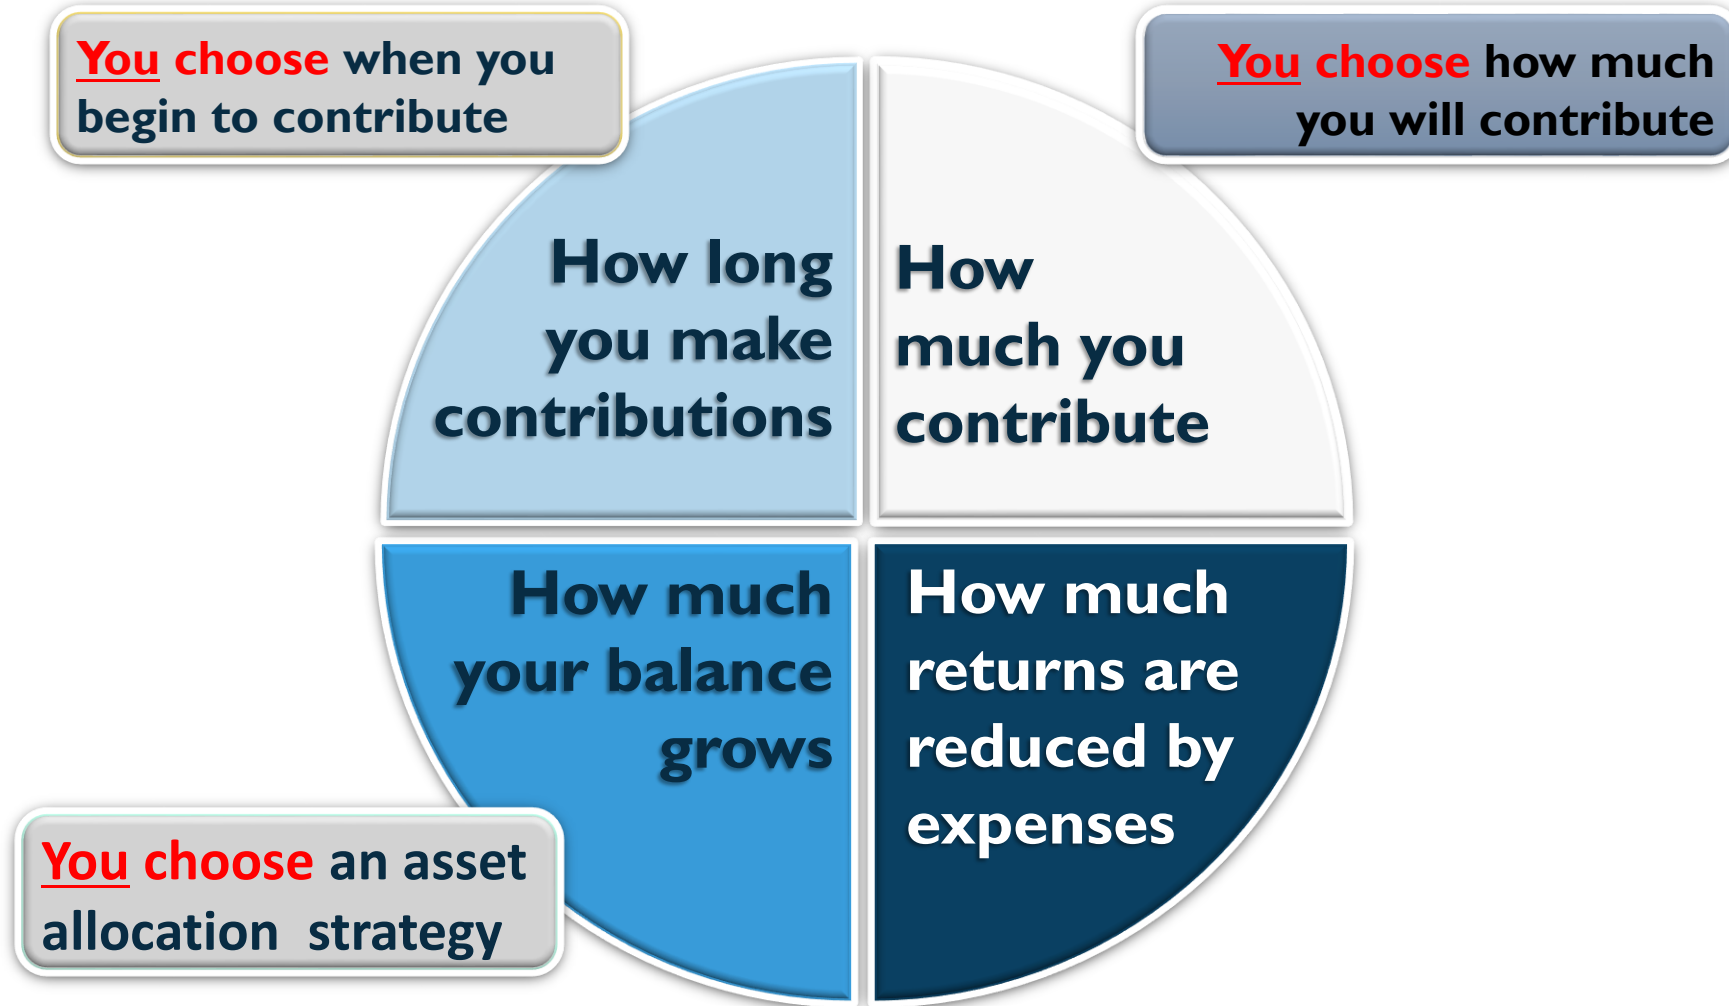 You choose when you
begin to contribute
You choose how much
you will contribute
How long
you make
contributions
How
much you
contribute
How much
your balance
grows
How much
returns are
reduced by
expenses
You choose an asset
allocation  strategy